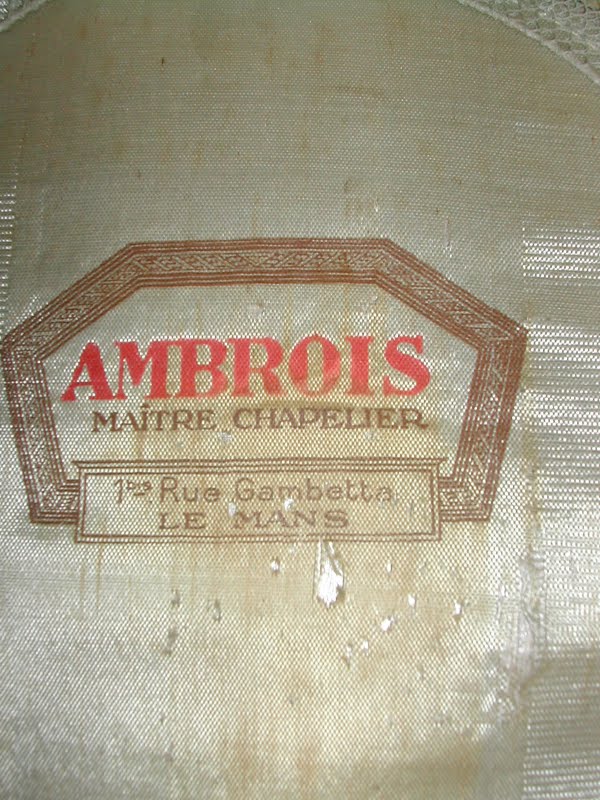 AMBROIS
MAÎTRE CHAPELIER
1bis Rue Gambetta
LE MANS